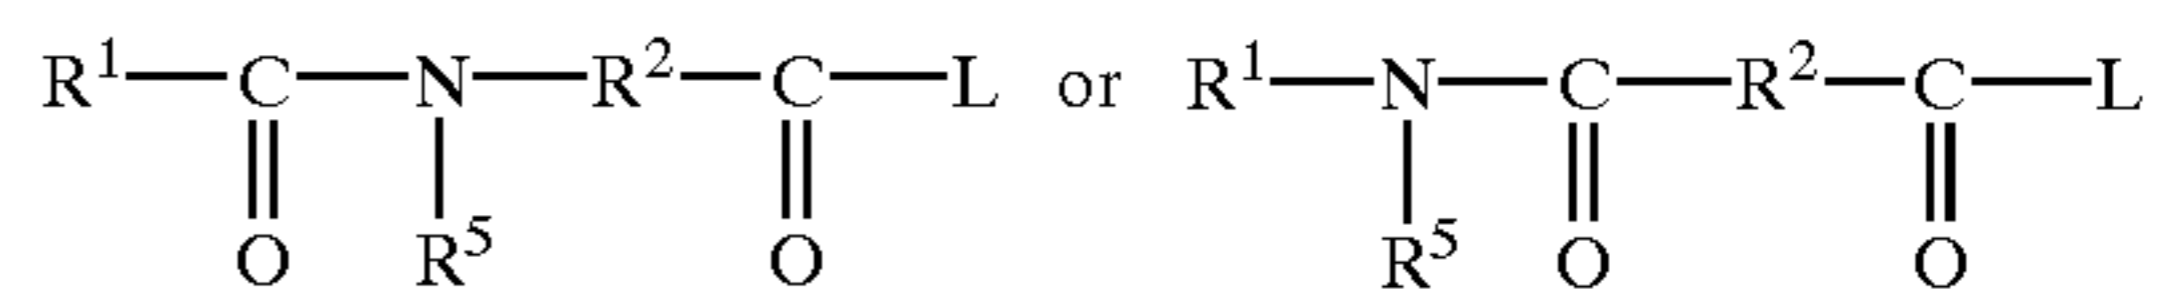 R¹—C—N—R²—C—L or R¹—N—C—R²—C—L
O R⁵ O R⁵ O O